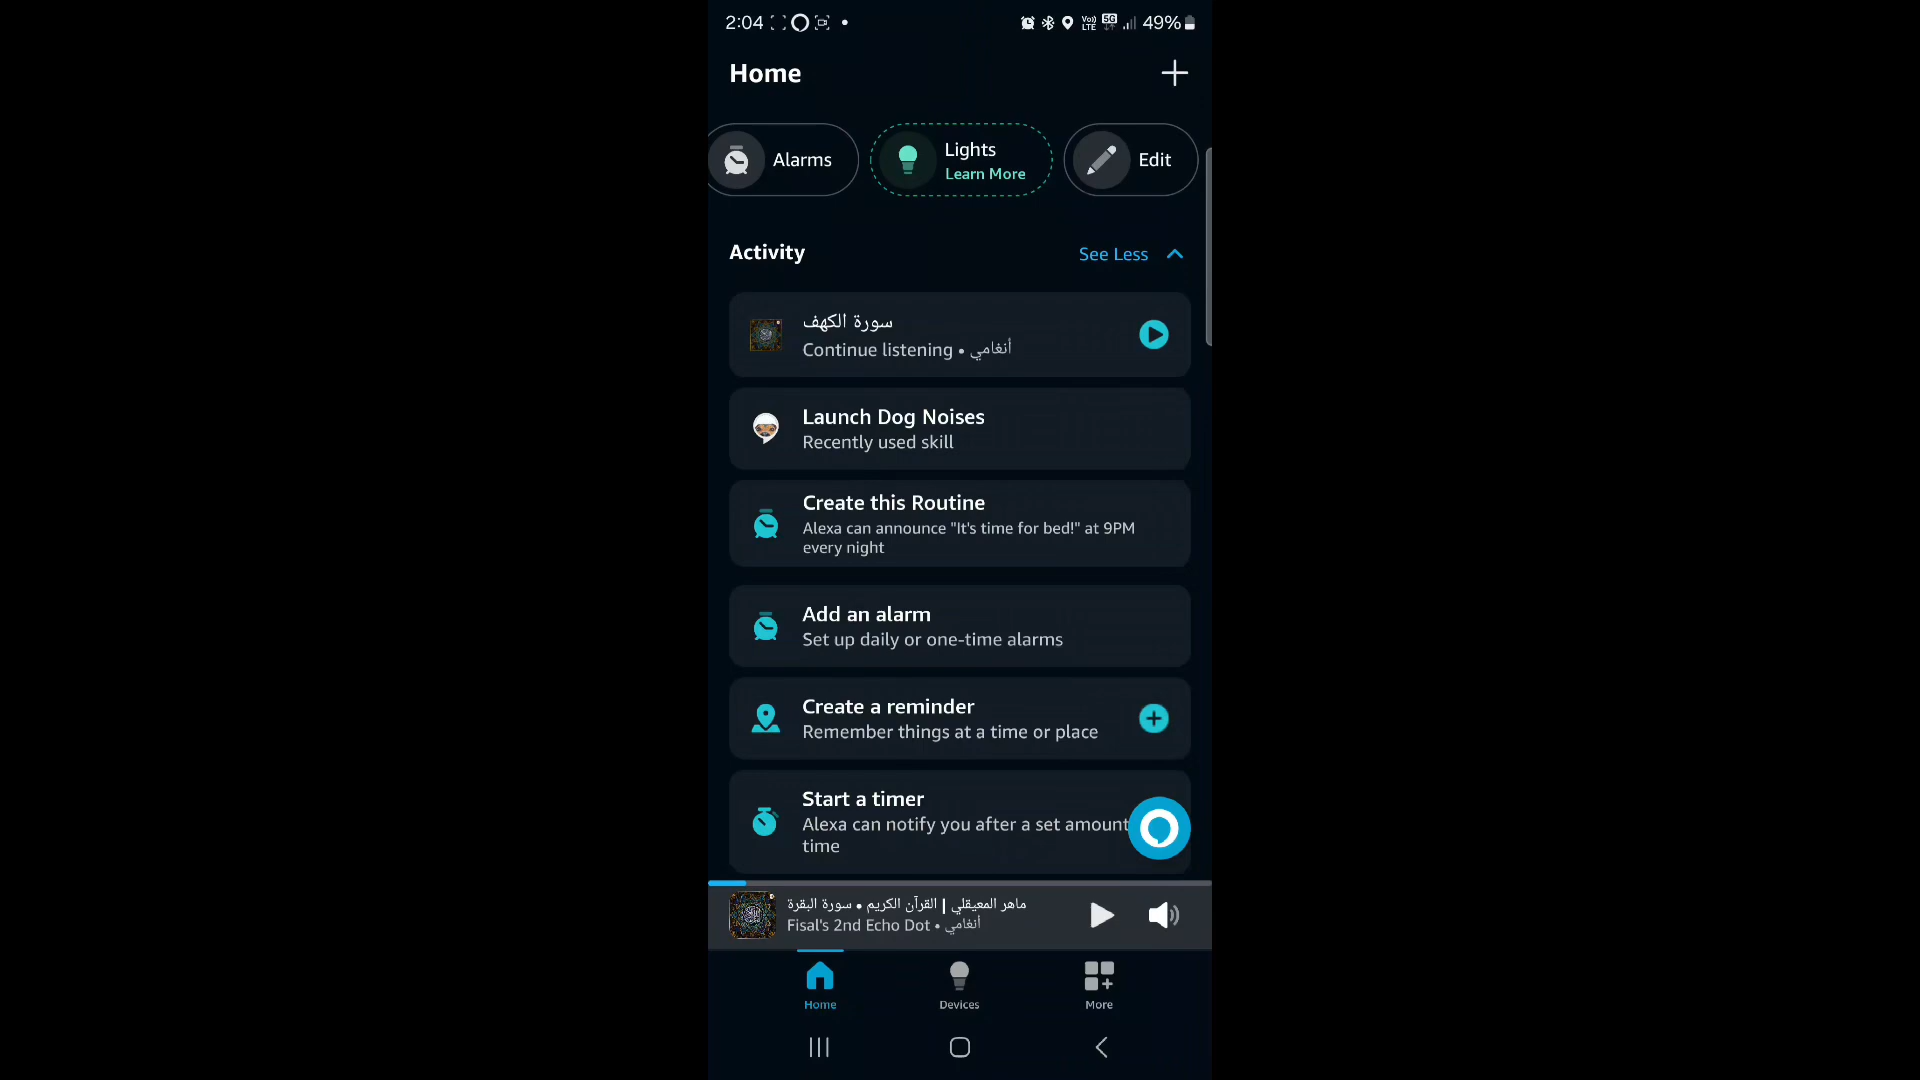 2:04
Vo))
LTE
5G
49%
Home
Alarms
Lights
Learn More
Edit
Activity
See Less
سورة الكهف
Continue listening • أنغامي
Launch Dog Noises
Recently used skill
Create this Routine
Alexa can announce "It's time for bed!" at 9PM
every night
Add an alarm
Set up daily or one-time alarms
Create a reminder
Remember things at a time or place
Start a timer
Alexa can notify you after a set amount
time
ماهر المعيقلي | القرآن الكريم • سورة البقرة
Fisal's 2nd Echo Dot • أنغامي
Home
Devices
More